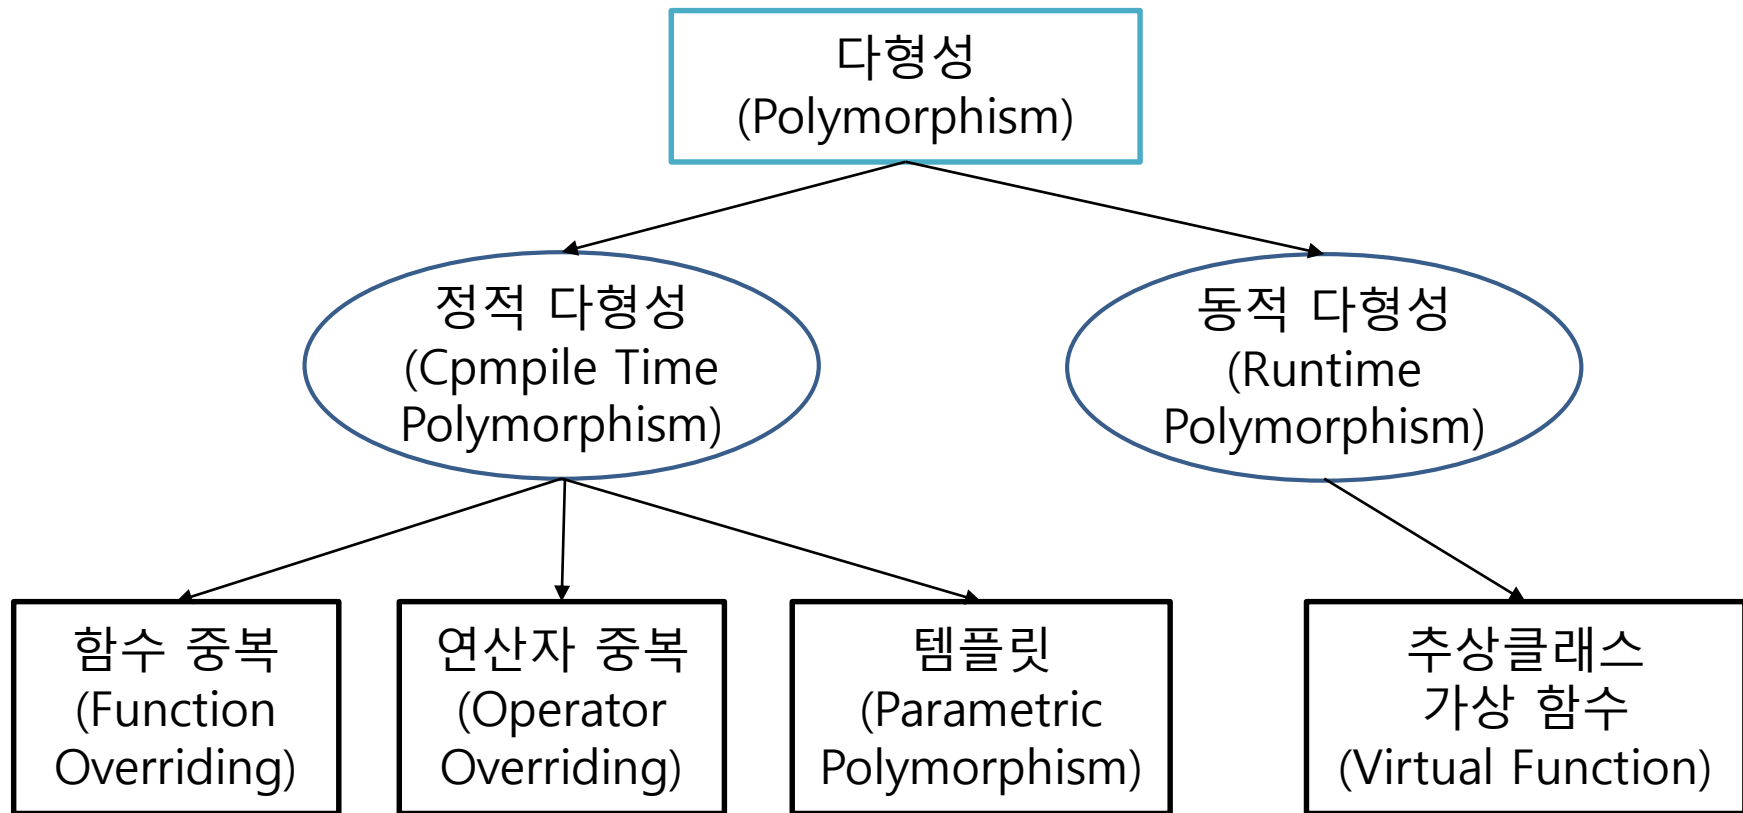 다형성
(Polymorphism)
정적 다형성
(Cpmpile Time
Polymorphism)
동적 다형성
(Runtime
Polymorphism)
함수 중복
(Function
Overriding)
연산자 중복
(Operator
Overriding)
템플릿
(Parametric
Polymorphism)
추상클래스
가상 함수
(Virtual Function)